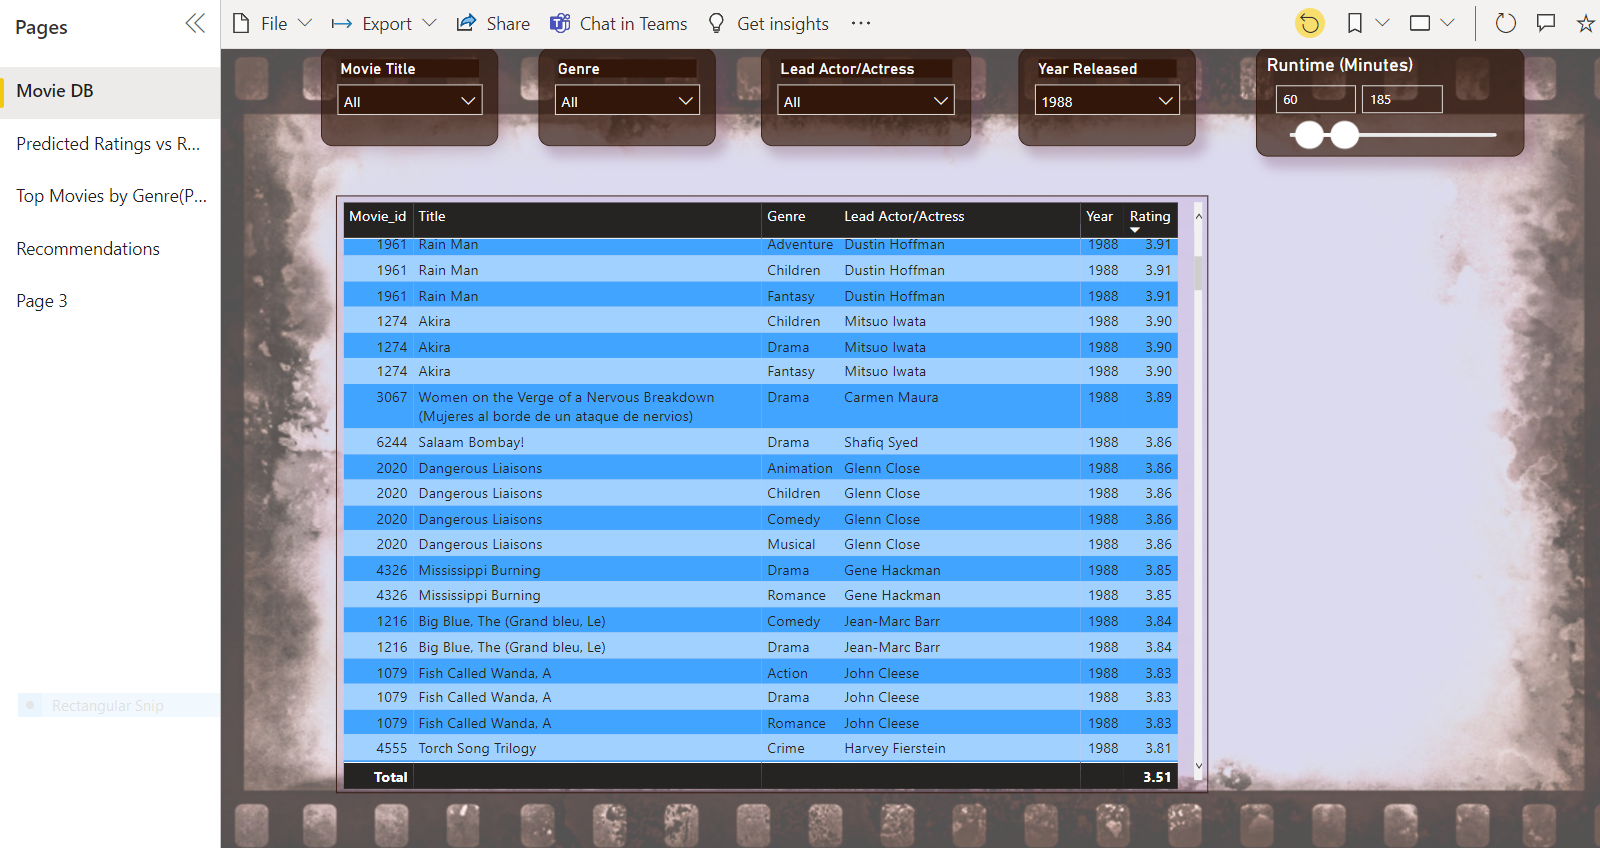 Pages
File
Export
Share
Chat in Teams
Get insights
Movie DB
Predicted Ratings vs R...
Top Movies by Genre(P...
Recommendations
Page 3
Rectangular Snip
Movie Title
All
Genre
All
Lead Actor/Actress
All
Year Released
1988
Runtime (Minutes)
60 185
Movie_id Title Genre Lead Actor/Actress Year Rating
1961 Rain Man Adventure Dustin Hoffman 1988 3.91
1961 Rain Man Children Dustin Hoffman 1988 3.91
1961 Rain Man Fantasy Dustin Hoffman 1988 3.91
1274 Akira Children Mitsuo Iwata 1988 3.90
1274 Akira Drama Mitsuo Iwata 1988 3.90
1274 Akira Fantasy Mitsuo Iwata 1988 3.90
3067 Women on the Verge of a Nervous Breakdown Drama Carmen Maura 1988 3.89
(Mujeres al borde de un ataque de nervios)
6244 Salaam Bombay! Drama Shafiq Syed 1988 3.86
2020 Dangerous Liaisons Animation Glenn Close 1988 3.86
2020 Dangerous Liaisons Children Glenn Close 1988 3.86
2020 Dangerous Liaisons Comedy Glenn Close 1988 3.86
2020 Dangerous Liaisons Musical Glenn Close 1988 3.86
4326 Mississippi Burning Drama Gene Hackman 1988 3.85
4326 Mississippi Burning Romance Gene Hackman 1988 3.85
1216 Big Blue, The (Grand bleu, Le) Comedy Jean-Marc Barr 1988 3.84
1216 Big Blue, The (Grand bleu, Le) Drama Jean-Marc Barr 1988 3.84
1079 Fish Called Wanda, A Action John Cleese 1988 3.83
1079 Fish Called Wanda, A Drama John Cleese 1988 3.83
1079 Fish Called Wanda, A Romance John Cleese 1988 3.83
4555 Torch Song Trilogy Crime Harvey Fierstein 1988 3.81
Total 3.51